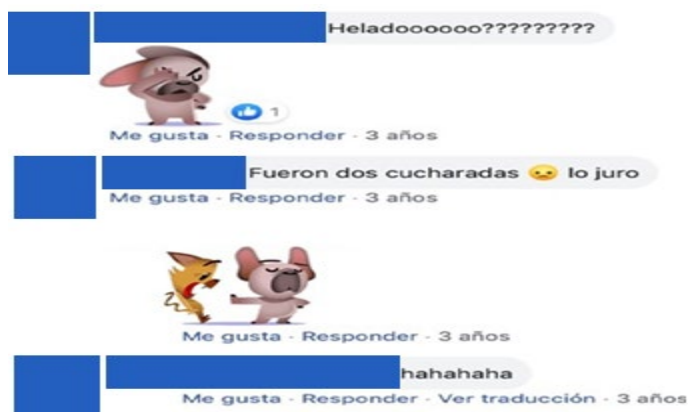 Heladoooooo?????????
1
Me gusta · Responder · 3 años
Fueron dos cucharadas 😦 lo juro
Me gusta · Responder · 3 años
Me gusta · Responder · 3 años
hahahaha
Me gusta · Responder · Ver traducción · 3 años